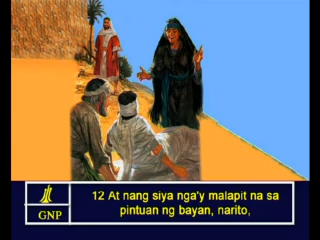 12 At nang siya nga'y malapit na sa
pintuan ng bayan, narito,
GNP